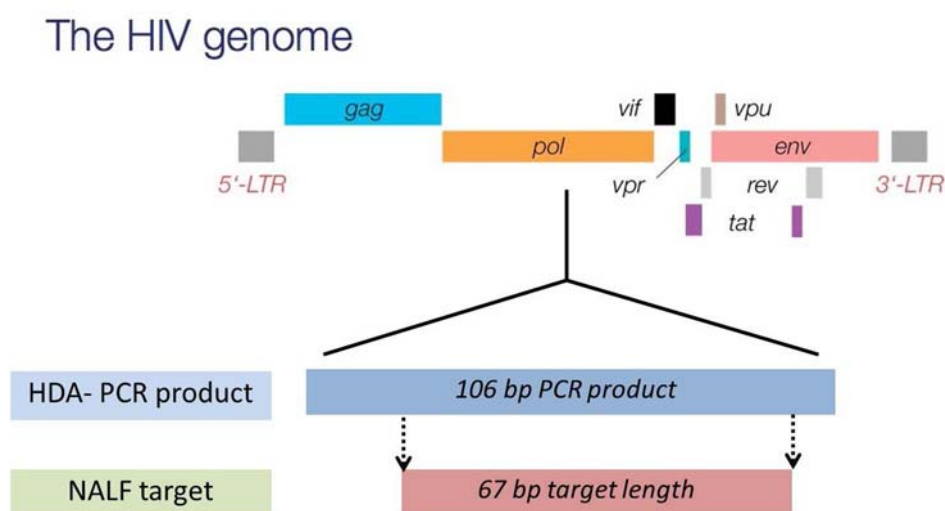 The HIV genome
gag
vif
vpu
pol
env
5'-LTR
vpr
rev
3'-LTR
tat
HDA- PCR product
106 bp PCR product
NALF target
67 bp target length